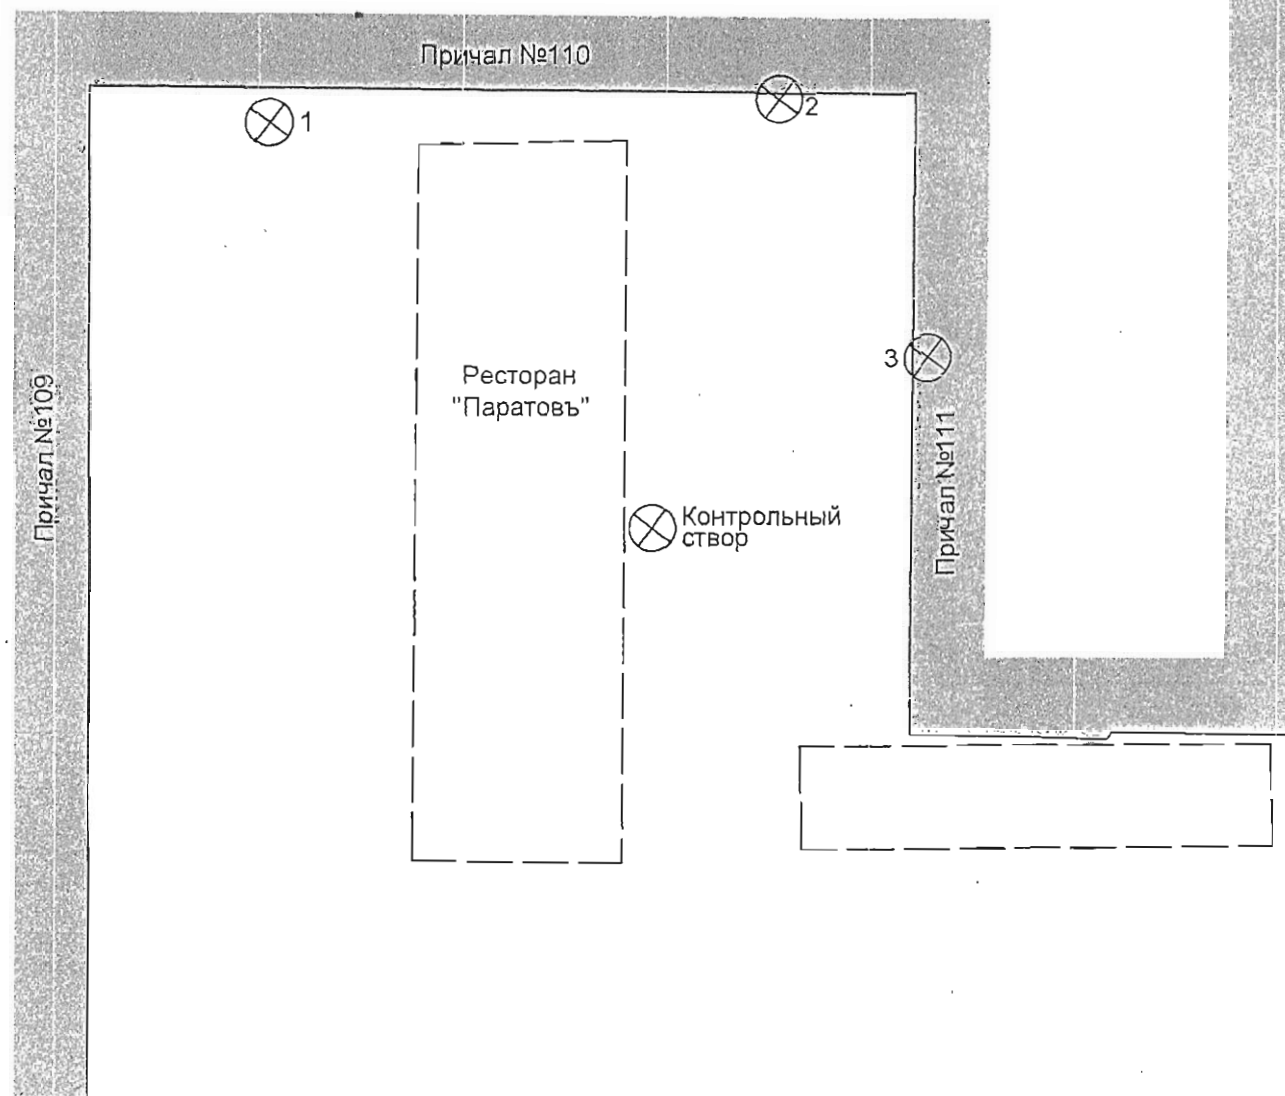 Причал №110
1
2
Причал №109
Ресторан
"Паратовъ"
3
Причал №111
Контрольный
створ